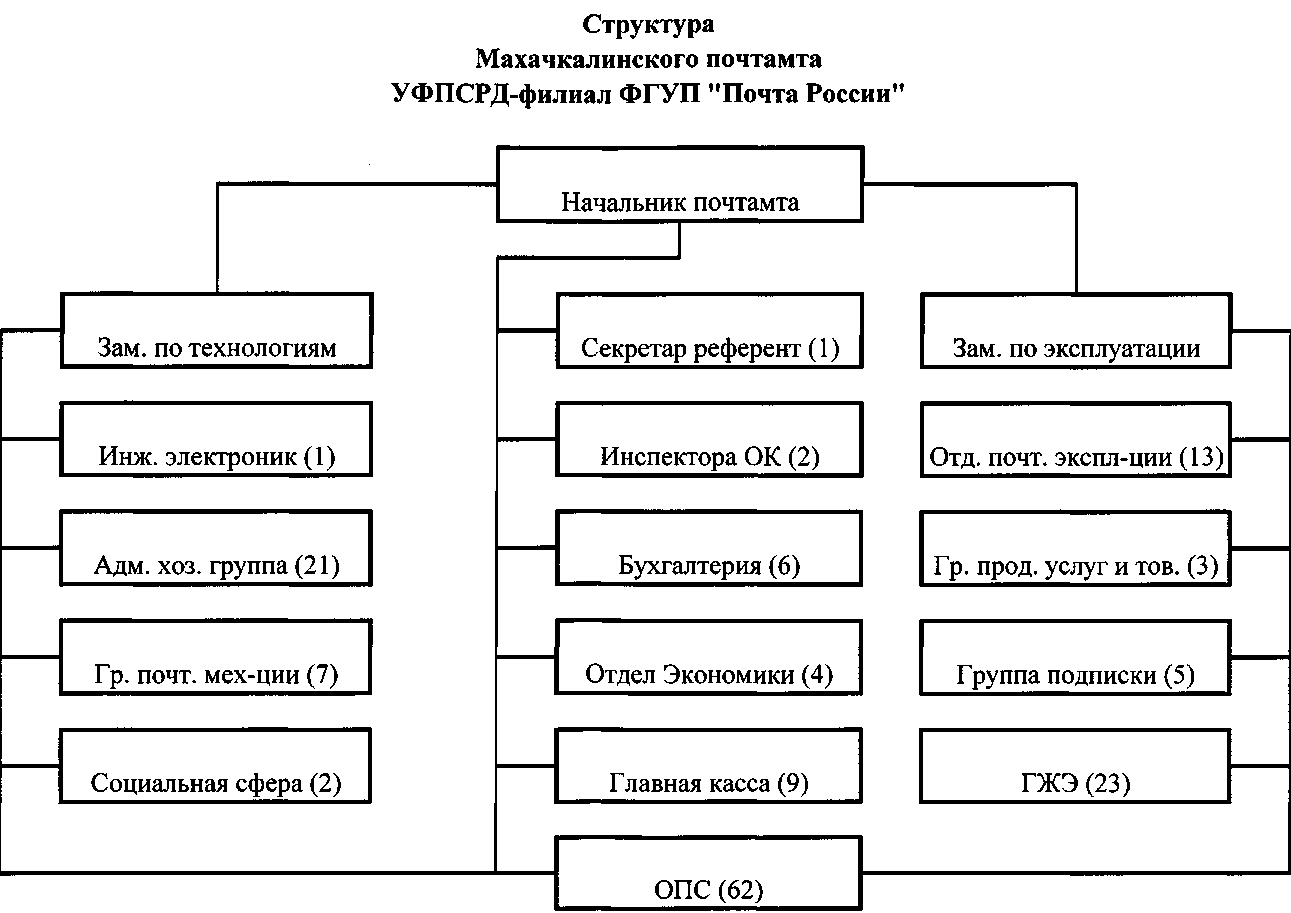 Структура
Махачкалинского почтамта
УФПСРД-филиал ФГУП "Почта России"
Начальник почтамта
Зам. по технологиям
Секретар референт (1)
Зам. по эксплуатации
Инж. электроник (1)
Инспектора ОК (2)
Отд. почт. экспл-ции (13)
Адм. хоз. группа (21)
Бухгалтерия (6)
Гр. прод. услуг и тов. (3)
Гр. почт. мех-ции (7)
Отдел Экономики (4)
Группа подписки (5)
Социальная сфера (2)
Главная касса (9)
ГЖЭ (23)
ОПС (62)